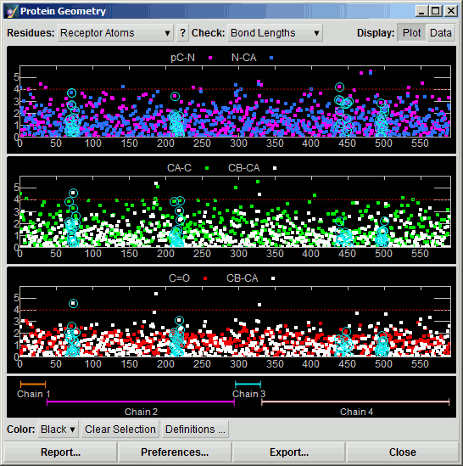 Protein Geometry
Residues: Receptor Atoms ? Check: Bond Lengths Display: Plot Data
pC-N N-CA
5
4
3
2
1
0
0 50 100 150 200 250 300 350 400 450 500 550
CA-C CB-CA
5
4
3
2
1
0
0 50 100 150 200 250 300 350 400 450 500 550
C=O CB-CA
5
4
3
2
1
0
0 50 100 150 200 250 300 350 400 450 500 550
Chain 1 Chain 3
Chain 2 Chain 4
Color: Black Clear Selection Definitions ...
Report... Preferences... Export... Close